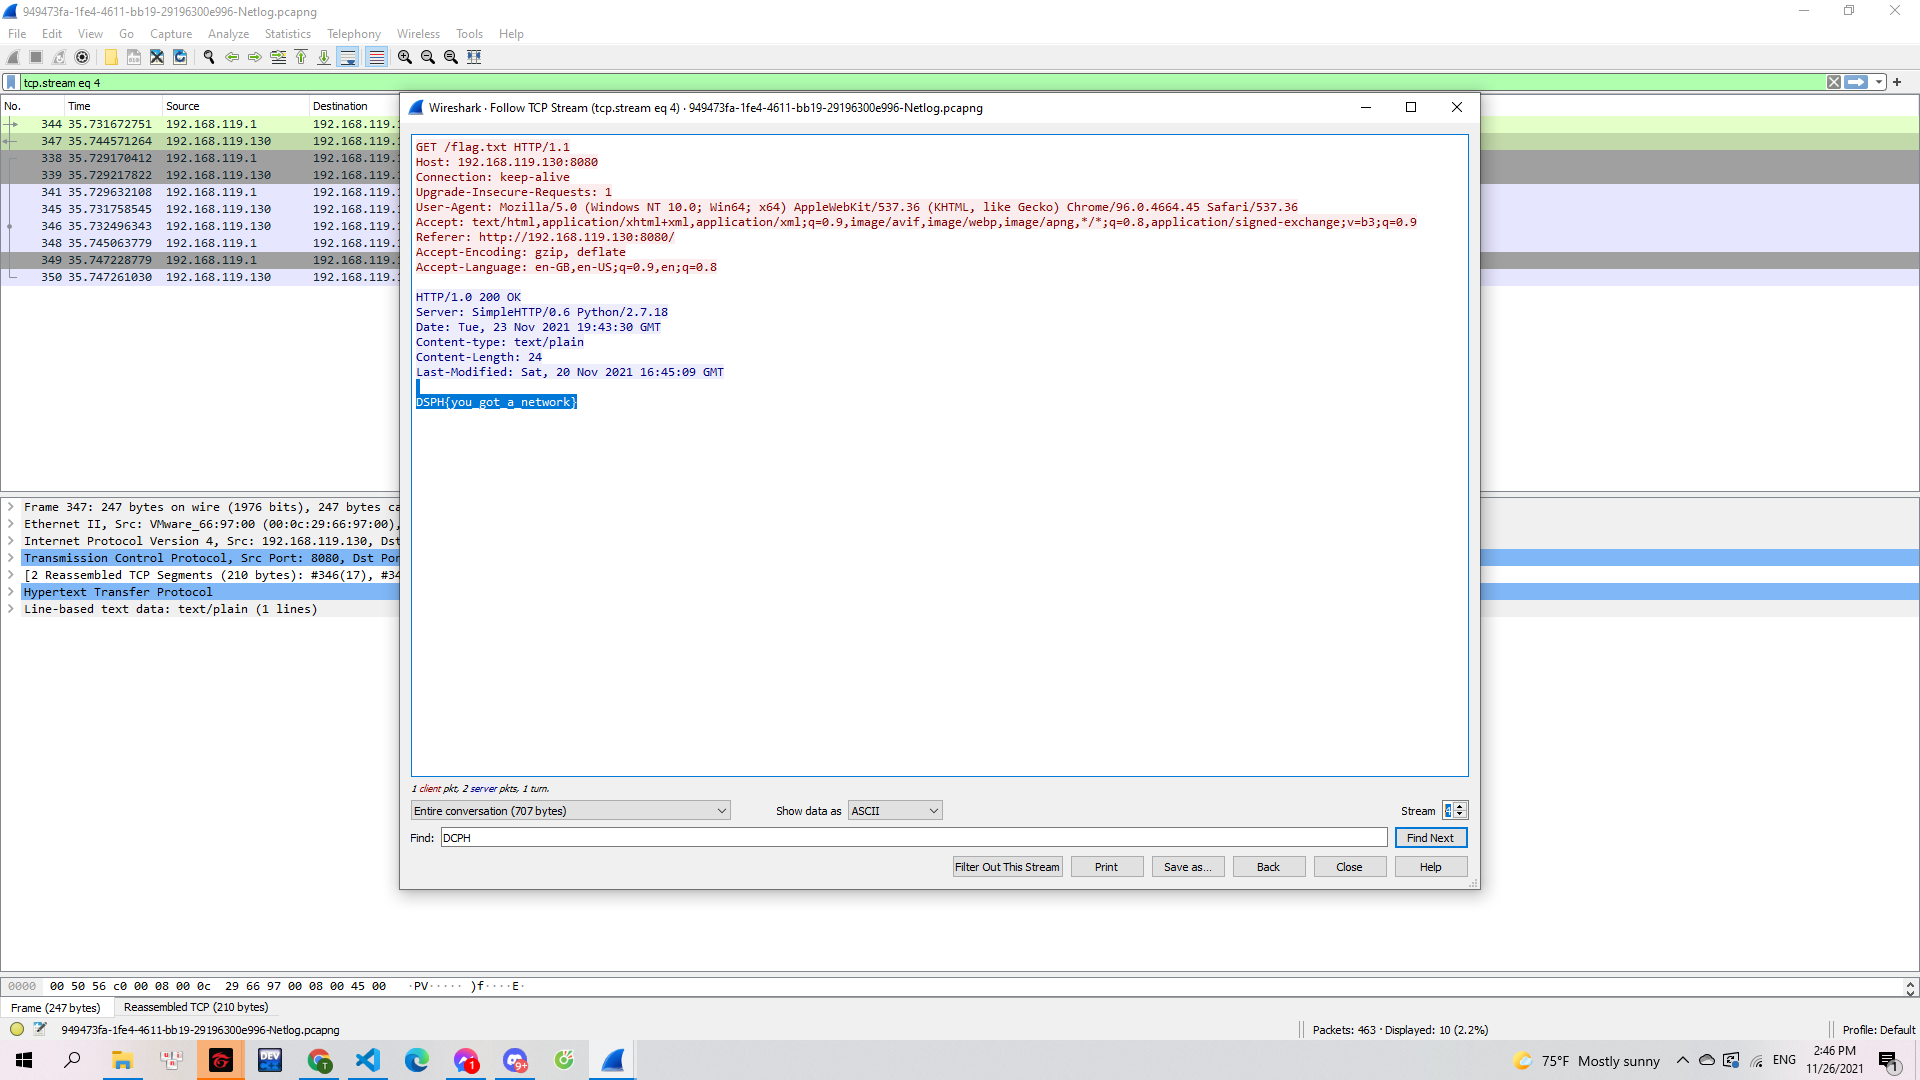 949473fa-1fe4-4611-bb19-29196300e996-Netlog.pcapng
File Edit View Go Capture Analyze Statistics Telephony Wireless Tools Help
tcp.stream eq 4
No. Time Source Destination
344 35.731672751 192.168.119.1 192.168.119.1
347 35.744571264 192.168.119.130 192.168.119.1
338 35.729170412 192.168.119.1 192.168.119.1
339 35.729217822 192.168.119.130 192.168.119.1
341 35.729632108 192.168.119.1 192.168.119.1
345 35.731758545 192.168.119.130 192.168.119.1
346 35.732496343 192.168.119.130 192.168.119.1
348 35.745063779 192.168.119.1 192.168.119.1
349 35.747228779 192.168.119.1 192.168.119.1
350 35.747261030 192.168.119.130 192.168.119.1
Wireshark · Follow TCP Stream (tcp.stream eq 4) · 949473fa-1fe4-4611-bb19-29196300e996-Netlog.pcapng
GET /flag.txt HTTP/1.1
Host: 192.168.119.130:8080
Connection: keep-alive
Upgrade-Insecure-Requests: 1
User-Agent: Mozilla/5.0 (Windows NT 10.0; Win64; x64) AppleWebKit/537.36 (KHTML, like Gecko) Chrome/96.0.4664.45 Safari/537.36
Accept: text/html,application/xhtml+xml,application/xml;q=0.9,image/avif,image/webp,image/apng,*/*;q=0.8,application/signed-exchange;v=b3;q=0.9
Referer: http://192.168.119.130:8080/
Accept-Encoding: gzip, deflate
Accept-Language: en-GB,en-US;q=0.9,en;q=0.8
HTTP/1.0 200 OK
Server: SimpleHTTP/0.6 Python/2.7.18
Date: Tue, 23 Nov 2021 19:43:30 GMT
Content-type: text/plain
Content-Length: 24
Last-Modified: Sat, 20 Nov 2021 16:45:09 GMT
DSPH{you_got_a_network}
1 client pkt, 2 server pkts, 1 turn.
Entire conversation (707 bytes) Show data as ASCII Stream 4
Find: DCPH Find Next
Filter Out This Stream Print Save as... Back Close Help
Frame 347: 247 bytes on wire (1976 bits), 247 bytes ca
Ethernet II, Src: VMware_66:97:00 (00:0c:29:66:97:00),
Internet Protocol Version 4, Src: 192.168.119.130, Dst
Transmission Control Protocol, Src Port: 8080, Dst Por
[2 Reassembled TCP Segments (210 bytes): #346(17), #34
Hypertext Transfer Protocol
Line-based text data: text/plain (1 lines)
0000 00 50 56 c0 00 08 00 0c 29 66 97 00 08 00 45 00 ·PV····· )f····E·
Frame (247 bytes) Reassembled TCP (210 bytes)
949473fa-1fe4-4611-bb19-29196300e996-Netlog.pcapng Packets: 463 · Displayed: 10 (2.2%) Profile: Default
DEV
T
1
9+
75°F Mostly sunny ENG 2:46 PM
11/26/2021
1